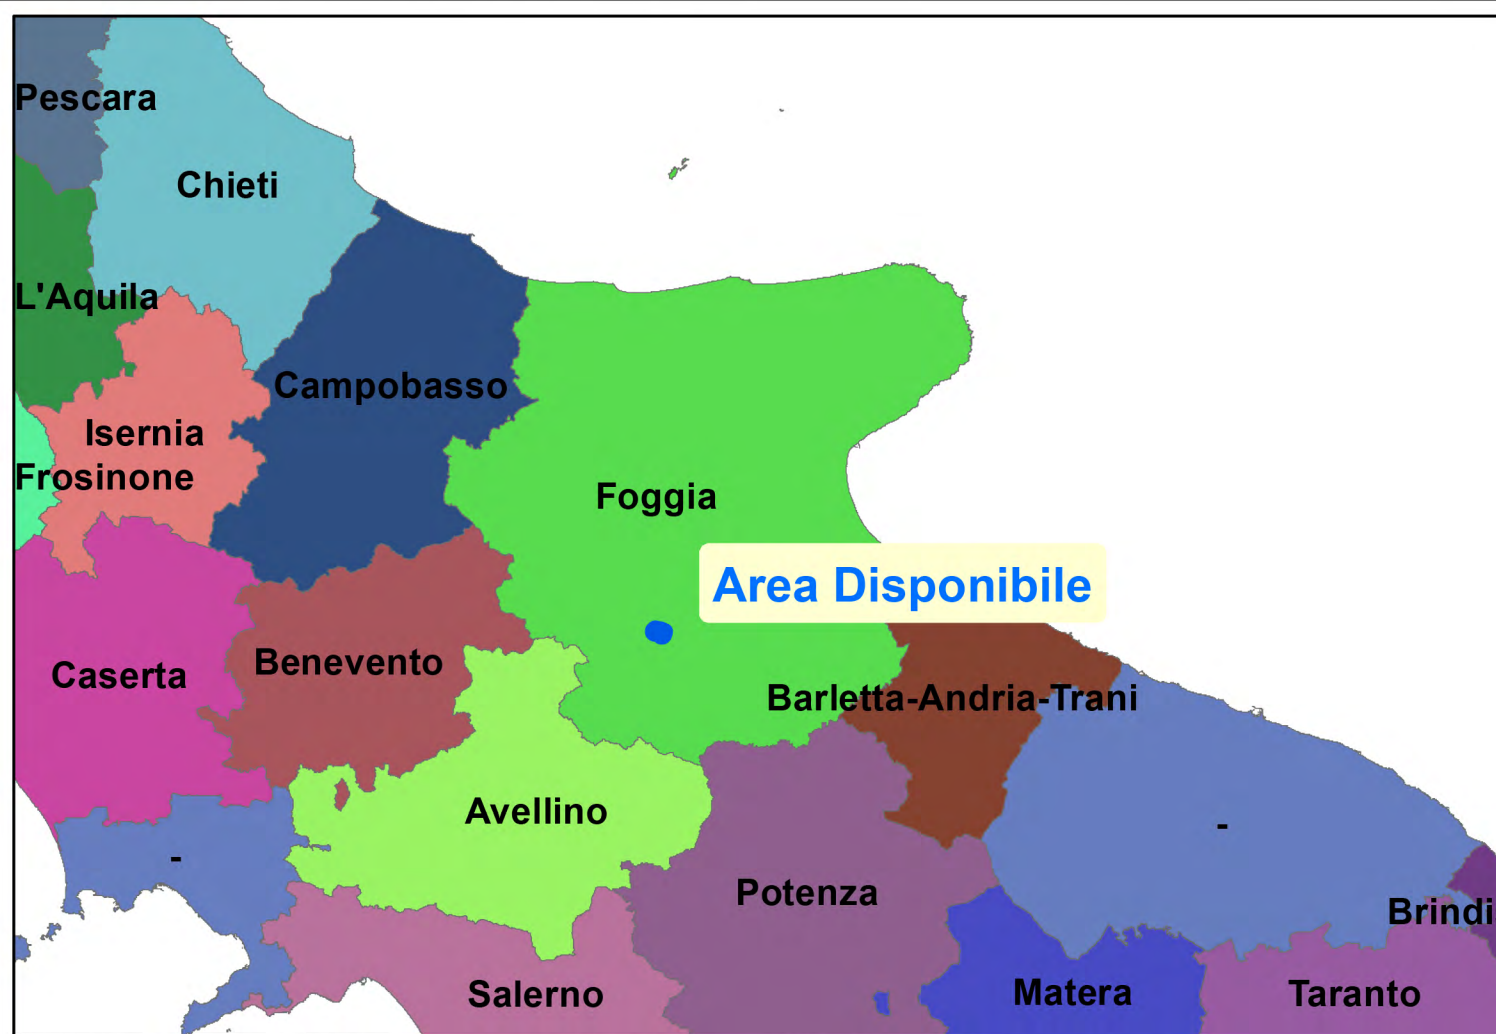 Pescara
Chieti
L'Aquila
Campobasso
Isernia
Frosinone
Foggia
Area Disponibile
Benevento
Caserta
Barletta-Andria-Trani
Avellino
-
-
Potenza
Brindi
Salerno
Matera
Taranto